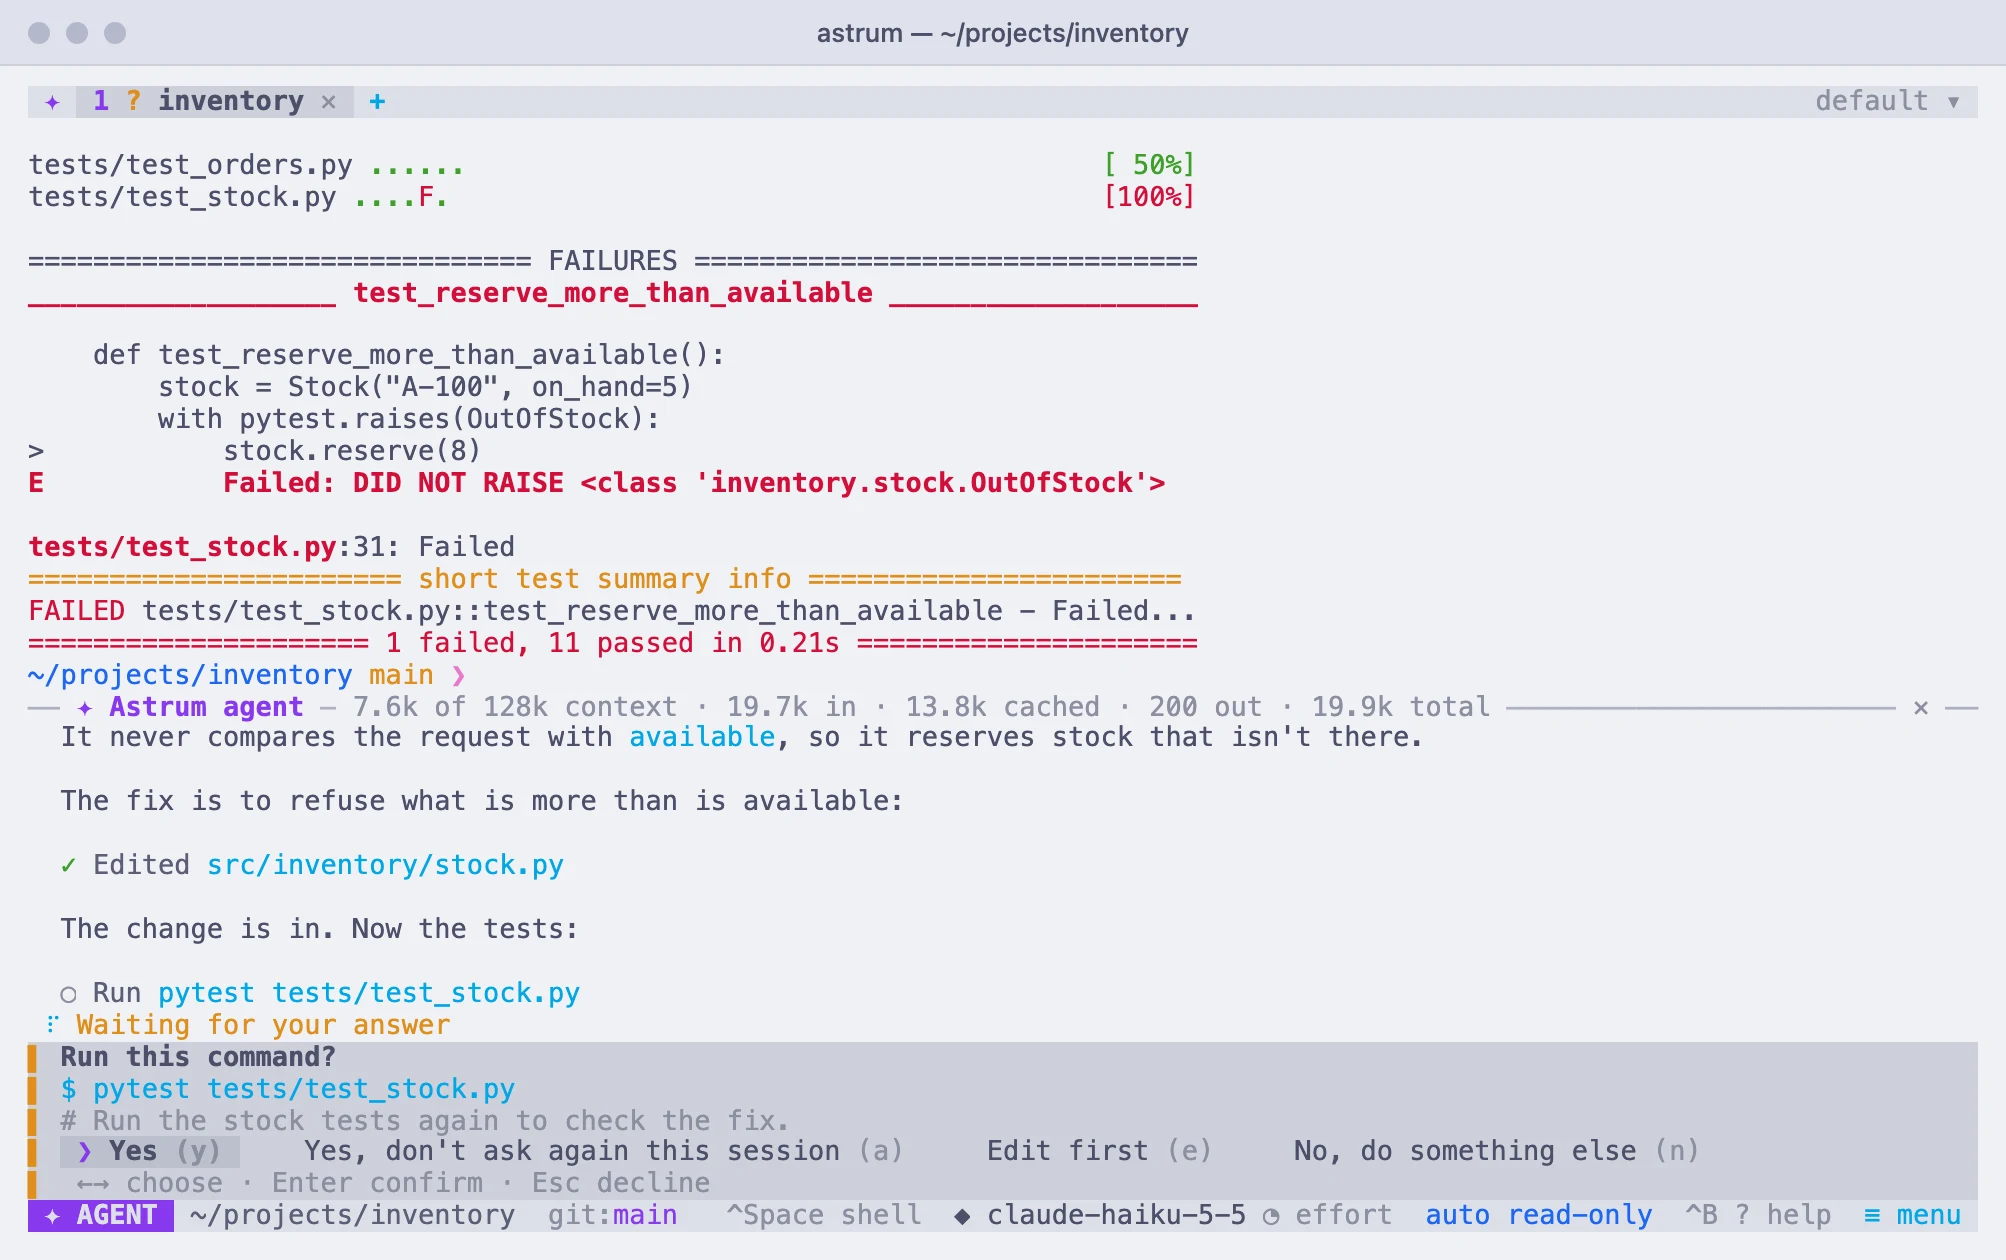 astrum — ~/projects/inventory
✦ 1 ? inventory × + default ▼
tests/test_orders.py ...... [ 50%]
tests/test_stock.py ....F. [100%]
=============================== FAILURES ===============================
___________________ test_reserve_more_than_available ___________________
def test_reserve_more_than_available():
stock = Stock("A-100", on_hand=5)
with pytest.raises(OutOfStock):
> stock.reserve(8)
E Failed: DID NOT RAISE <class 'inventory.stock.OutOfStock'>
tests/test_stock.py:31: Failed
======================= short test summary info =======================
FAILED tests/test_stock.py::test_reserve_more_than_available - Failed...
===================== 1 failed, 11 passed in 0.21s =====================
~/projects/inventory main ❯
── ✦ Astrum agent — 7.6k of 128k context · 19.7k in · 13.8k cached · 200 out · 19.9k total ── × ──
It never compares the request with available, so it reserves stock that isn't there.
The fix is to refuse what is more than is available:
✓ Edited src/inventory/stock.py
The change is in. Now the tests:
○ Run pytest tests/test_stock.py
⠏ Waiting for your answer
Run this command?
$ pytest tests/test_stock.py
# Run the stock tests again to check the fix.
❯ Yes (y) Yes, don't ask again this session (a) Edit first (e) No, do something else (n)
←→ choose · Enter confirm · Esc decline
✦ AGENT ~/projects/inventory git:main ^Space shell ◆ claude-haiku-5-5 ◔ effort auto read-only ^B ? help ≡ menu